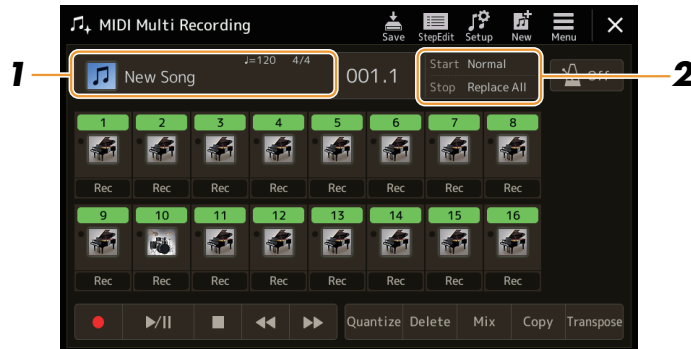 MIDI Multi Recording
Save StepEdit Setup New Menu
1
♩=120 4/4
New Song
001.1
Start Normal
Stop Replace All
Off
2
1 2 3 4 5 6 7 8
Rec Rec Rec Rec Rec Rec Rec Rec
9 10 11 12 13 14 15 16
Rec Rec Rec Rec Rec Rec Rec Rec
Quantize Delete Mix Copy Transpose